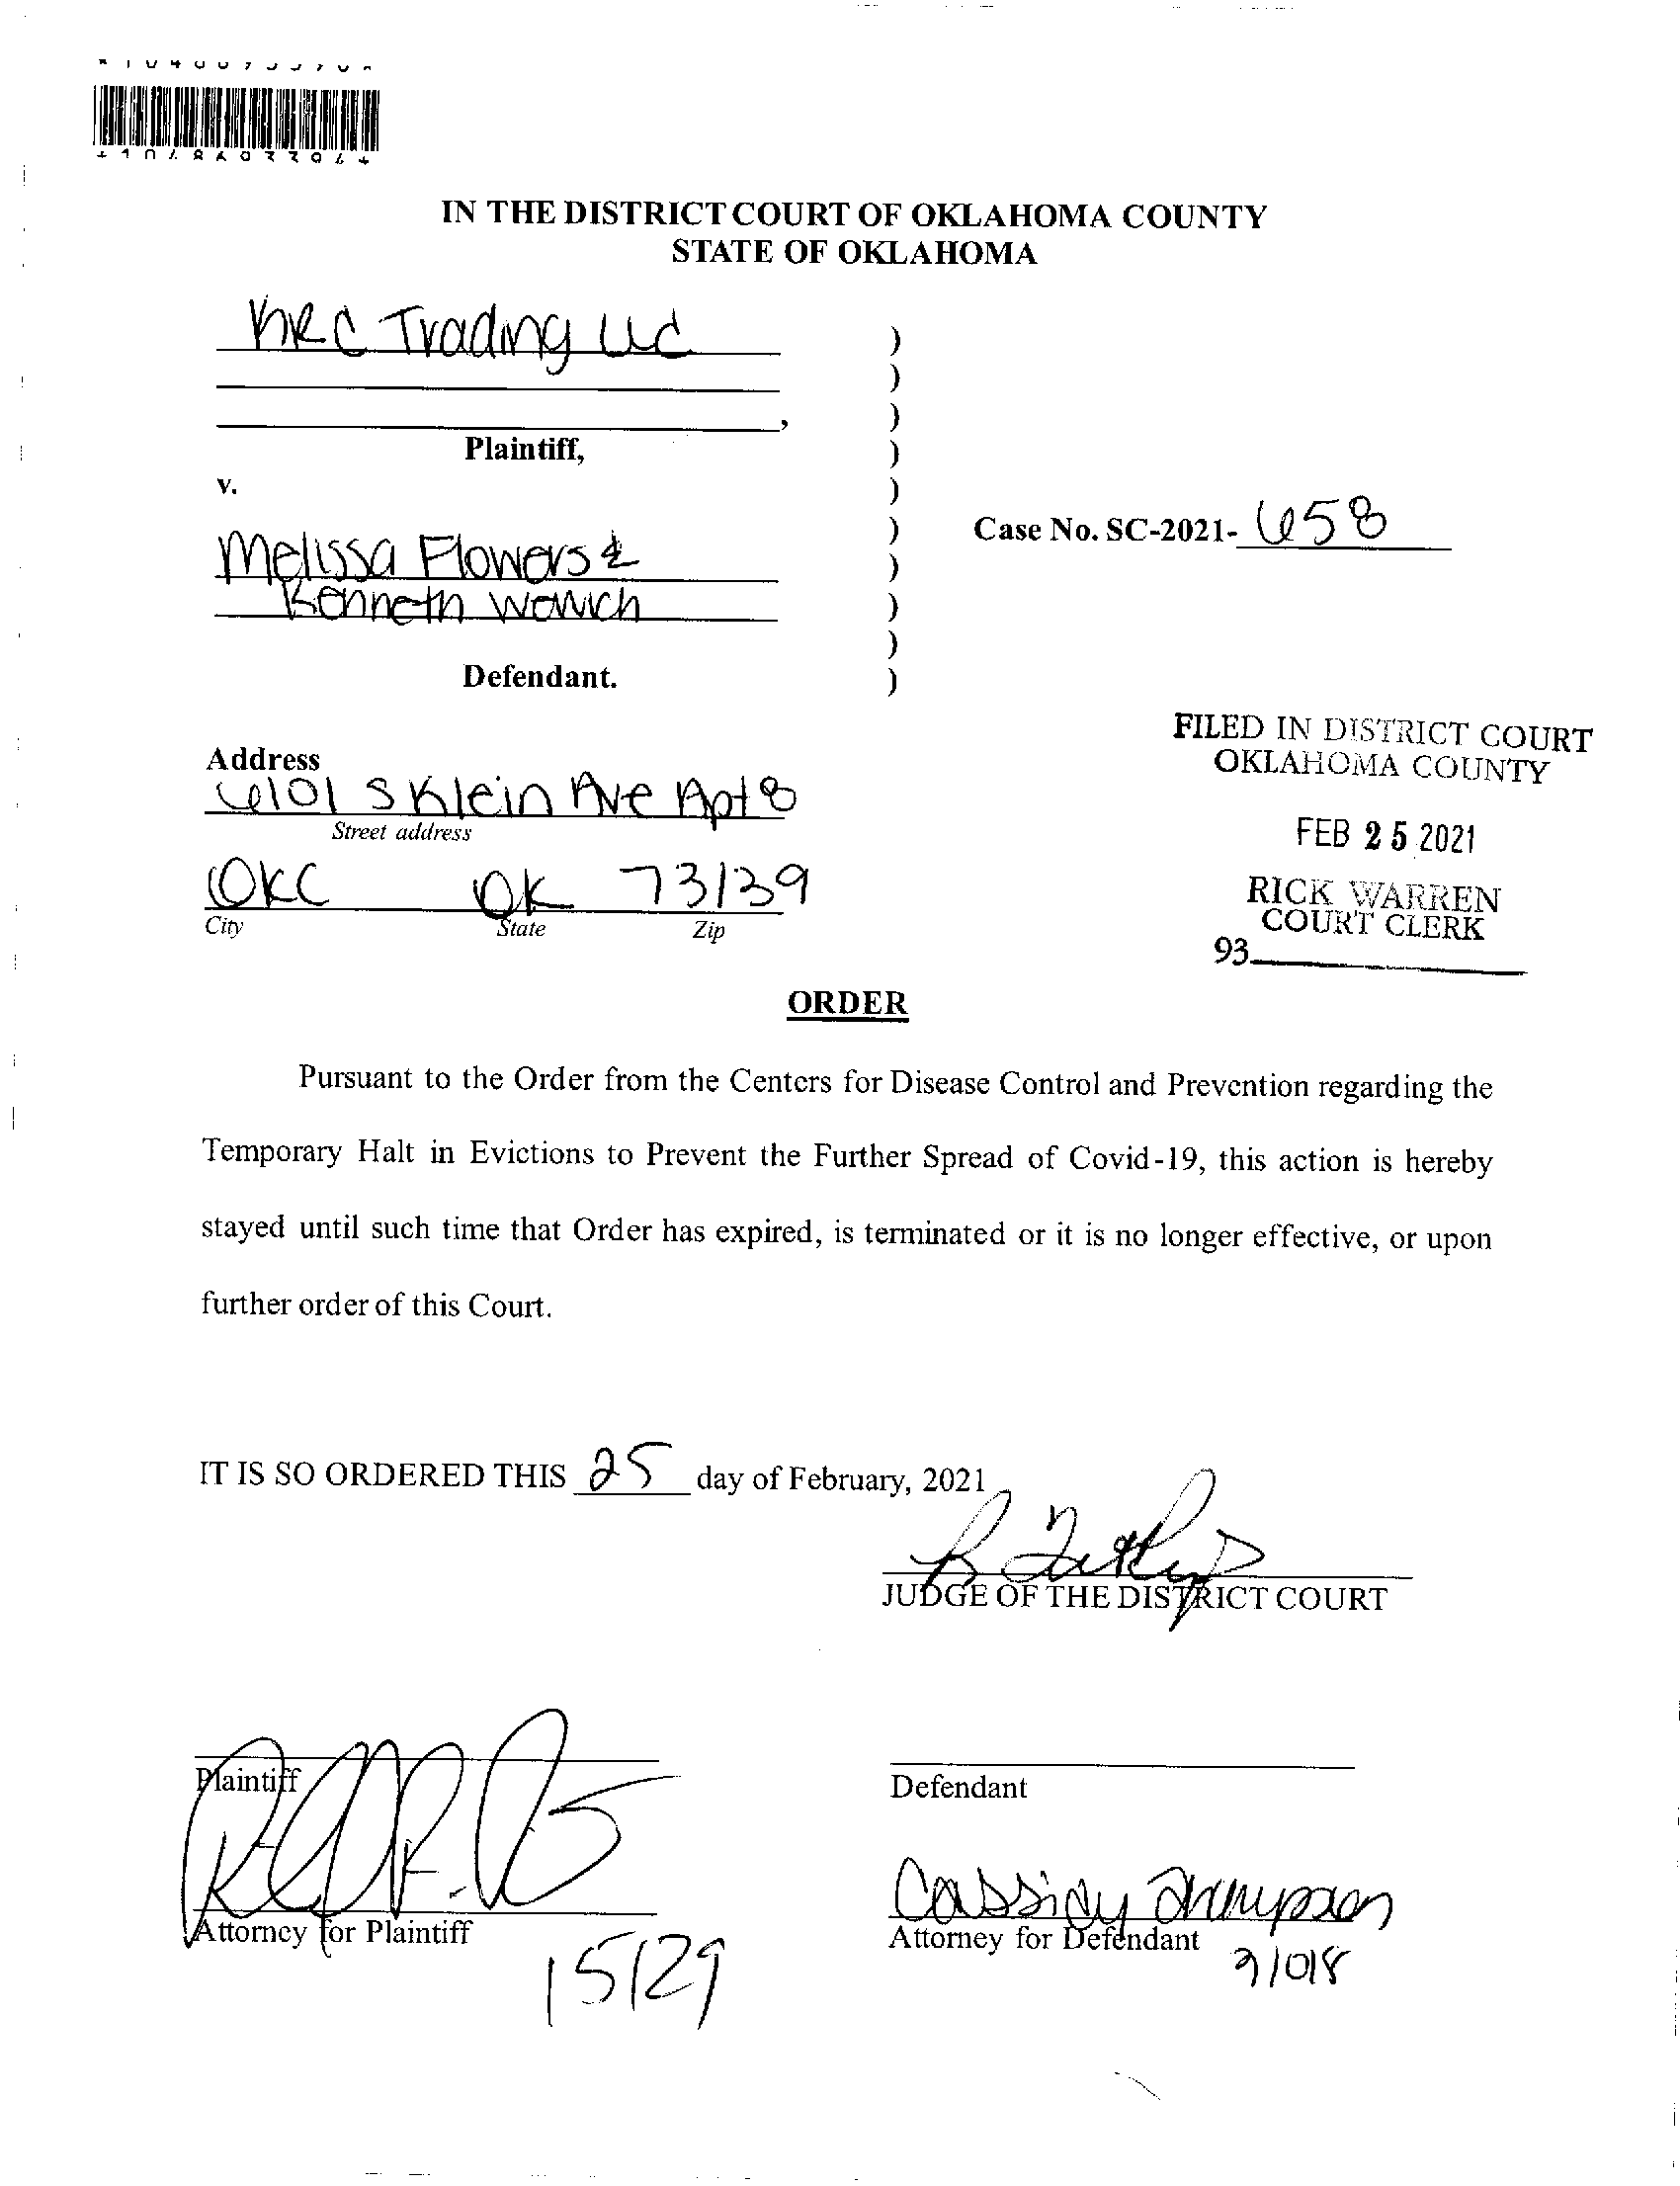 IN THE DISTRICT COURT OF OKLAHOMA COUNTY
STATE OF OKLAHOMA
KRC Trading LLC
Plaintiff,
v.
Case No. SC-2021-658
Melissa Flowers &
Kenneth
Defendant.
FILED IN DISTRICT COURT
OKLAHOMA COUNTY
FEB 25 2021
RICK WARREN
COURT CLERK
93
Address
6101 S Klein Ave Apt 8
Street address
OKC OK 73139
City State Zip
ORDER
Pursuant to the Order from the Centers for Disease Control and Prevention regarding the
Temporary Halt in Evictions to Prevent the Further Spread of Covid-19, this action is hereby
stayed until such time that Order has expired, is terminated or it is no longer effective, or upon
further order of this Court.
IT IS SO ORDERED THIS 25 day of February, 2021
JUDGE OF THE DISTRICT COURT
Plaintiff
Defendant
Cassidy Thompson
Attorney for Plaintiff
Attorney for Defendant
15129